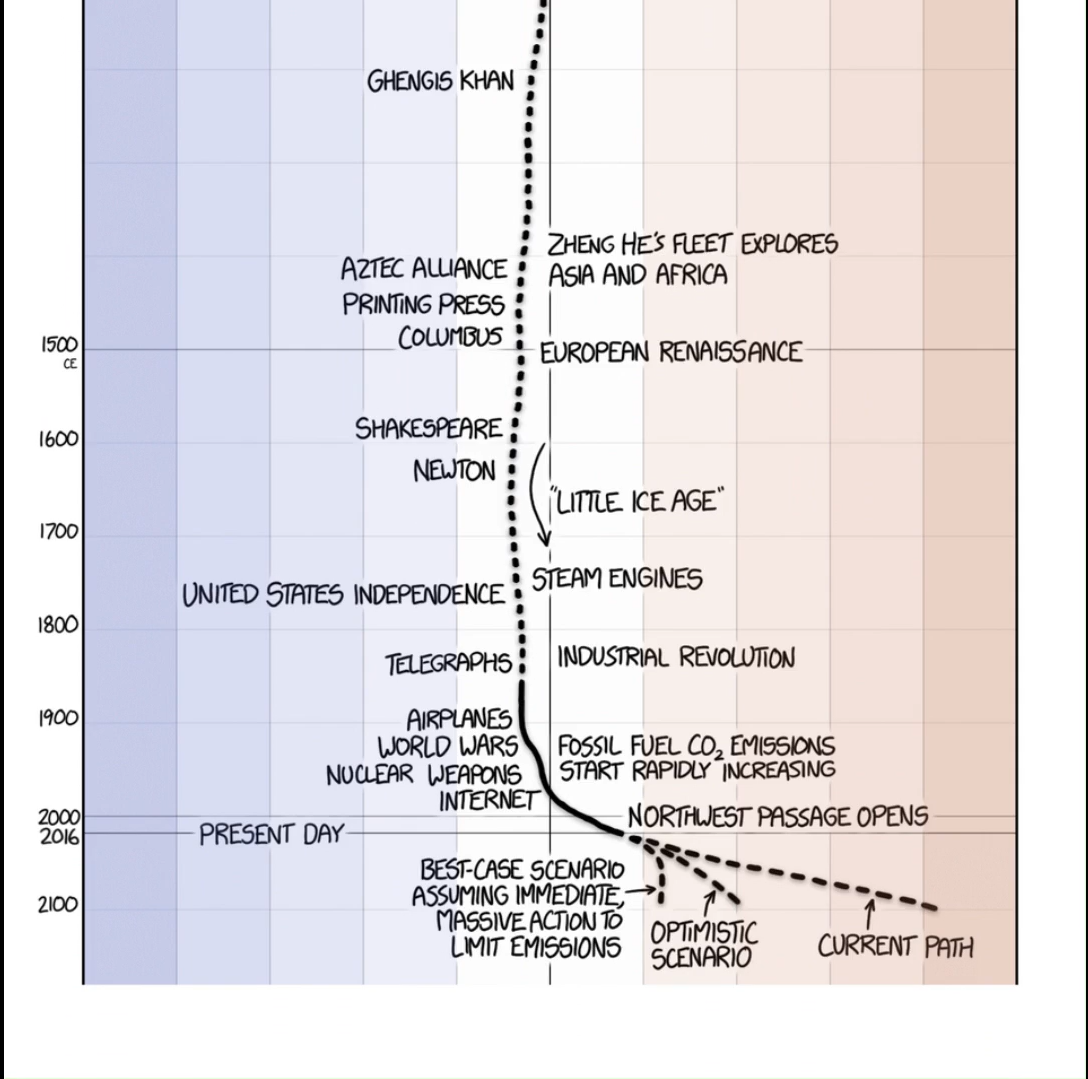 GHENGIS KHAN
ZHENG HE'S FLEET EXPLORES
ASIA AND AFRICA
AZTEC ALLIANCE
PRINTING PRESS
COLUMBUS
1500
CE
EUROPEAN RENAISSANCE
SHAKESPEARE
1600
NEWTON
"LITTLE ICE AGE"
1700
STEAM ENGINES
UNITED STATES INDEPENDENCE
1800
INDUSTRIAL REVOLUTION
TELEGRAPHS
1900
AIRPLANES
WORLD WARS
NUCLEAR WEAPONS
INTERNET
FOSSIL FUEL CO₂ EMISSIONS
START RAPIDLY INCREASING
2000
NORTHWEST PASSAGE OPENS
2016
PRESENT DAY
BEST-CASE SCENARIO
ASSUMING IMMEDIATE,
MASSIVE ACTION TO
LIMIT EMISSIONS
2100
OPTIMISTIC
SCENARIO
CURRENT PATH